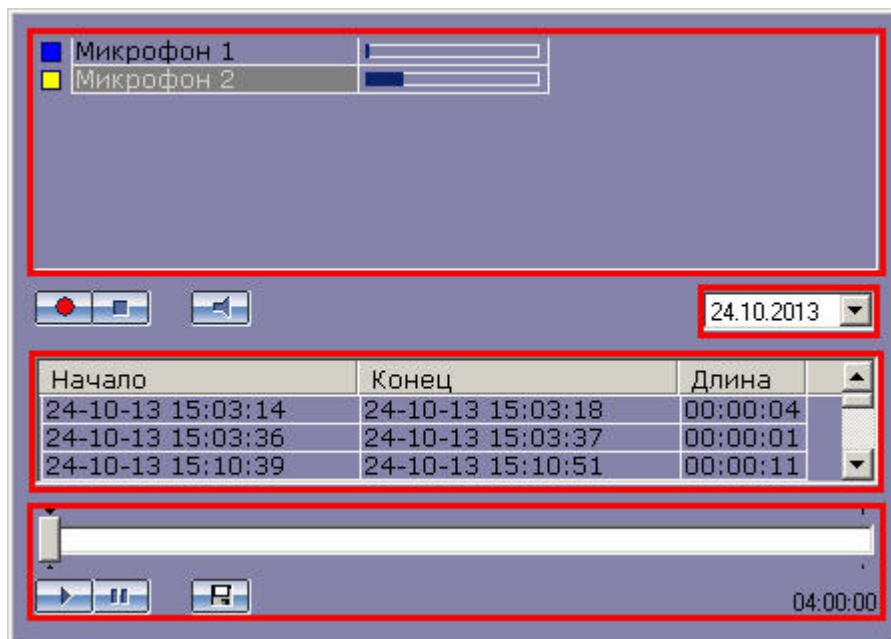 Микрофон 1
Микрофон 2
24.10.2013
Начало Конец Длина
24-10-13 15:03:14 24-10-13 15:03:18 00:00:04
24-10-13 15:03:36 24-10-13 15:03:37 00:00:01
24-10-13 15:10:39 24-10-13 15:10:51 00:00:11
04:00:00